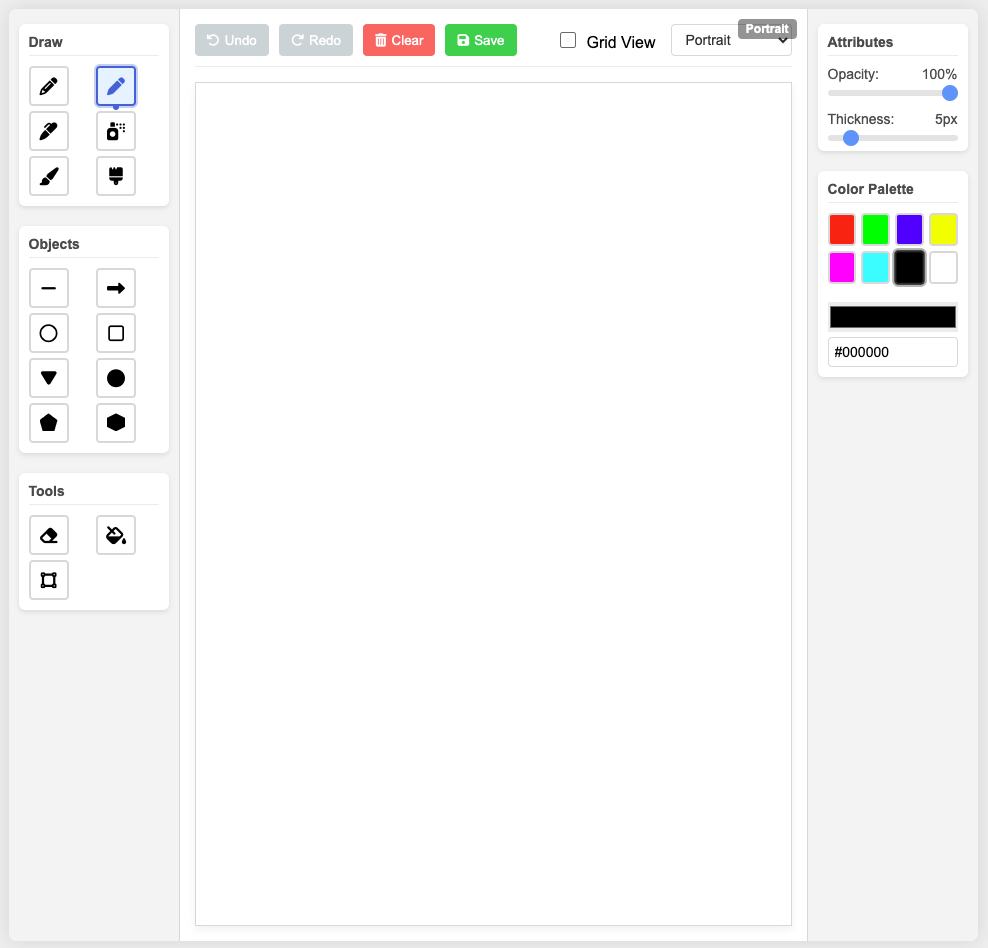 Draw
Objects
Tools
Undo
Redo
Clear
Save
Grid View
Portrait
Portrait
Attributes
Opacity: 100%
Thickness: 5px
Color Palette
#000000